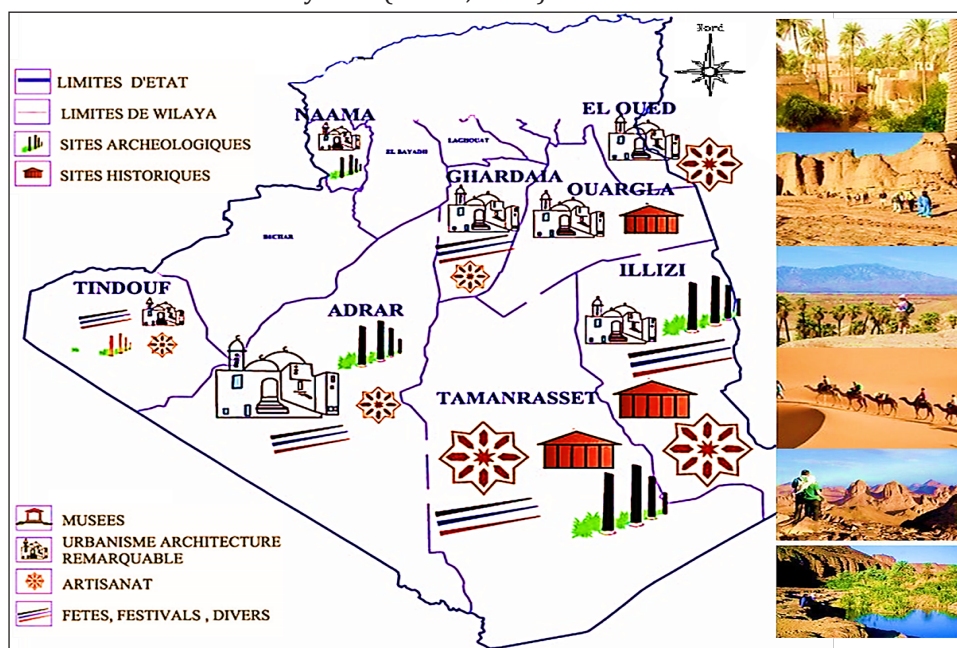 Nord
LIMITES D'ETAT
LIMITES DE WILAYA
SITES ARCHEOLOGIQUES
SITES HISTORIQUES
NAAMA
EL OUED
EL BAYADH
LAGHOUAT
GHARDAIA
OUARGLA
BECHAR
ILLIZI
TINDOUF
ADRAR
TAMANRASSET
MUSEES
URBANISME ARCHITECTURE
REMARQUABLE
ARTISANAT
FETES, FESTIVALS , DIVERS